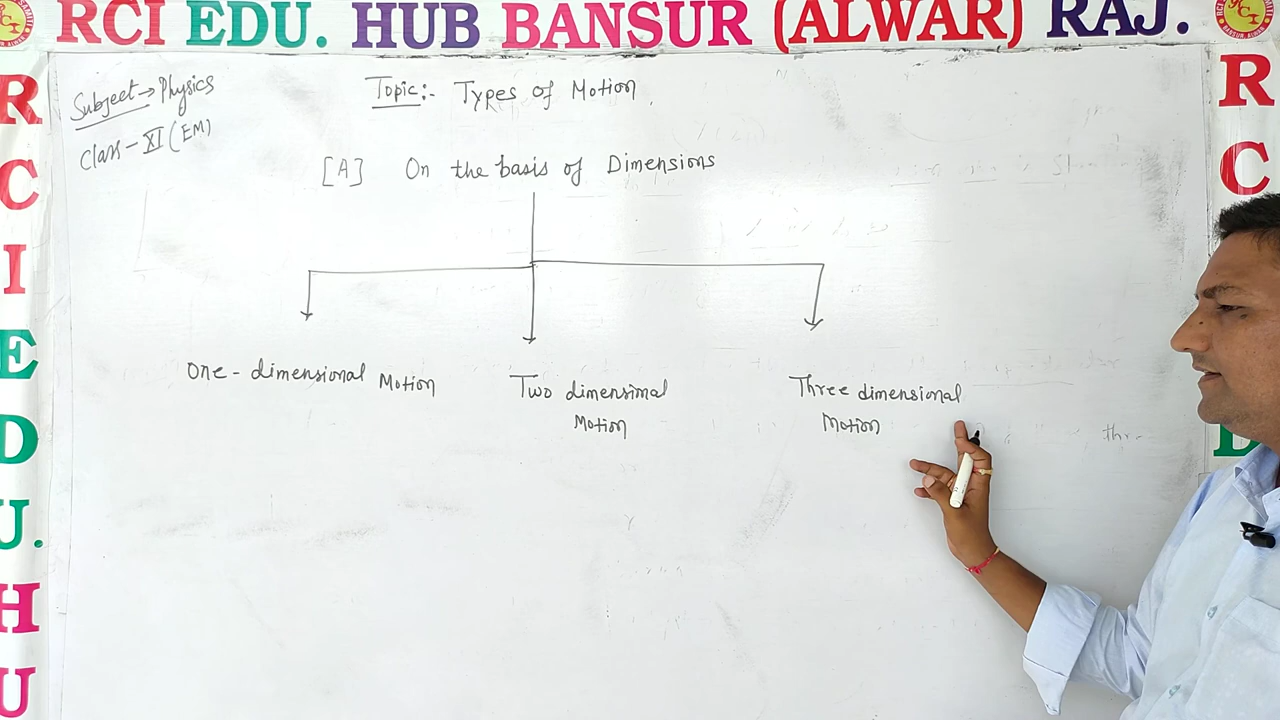 RCI EDU. HUB BANSUR (ALWAR) RAJ.
R
C
I
E
D
U.
H
U
R
C
D
Subject → Physics
Class - XI (EM)
Topic:- Types of Motion
[A] On the basis of Dimensions
One-dimensional Motion
Two dimensional
Motion
Three dimensional
Motion